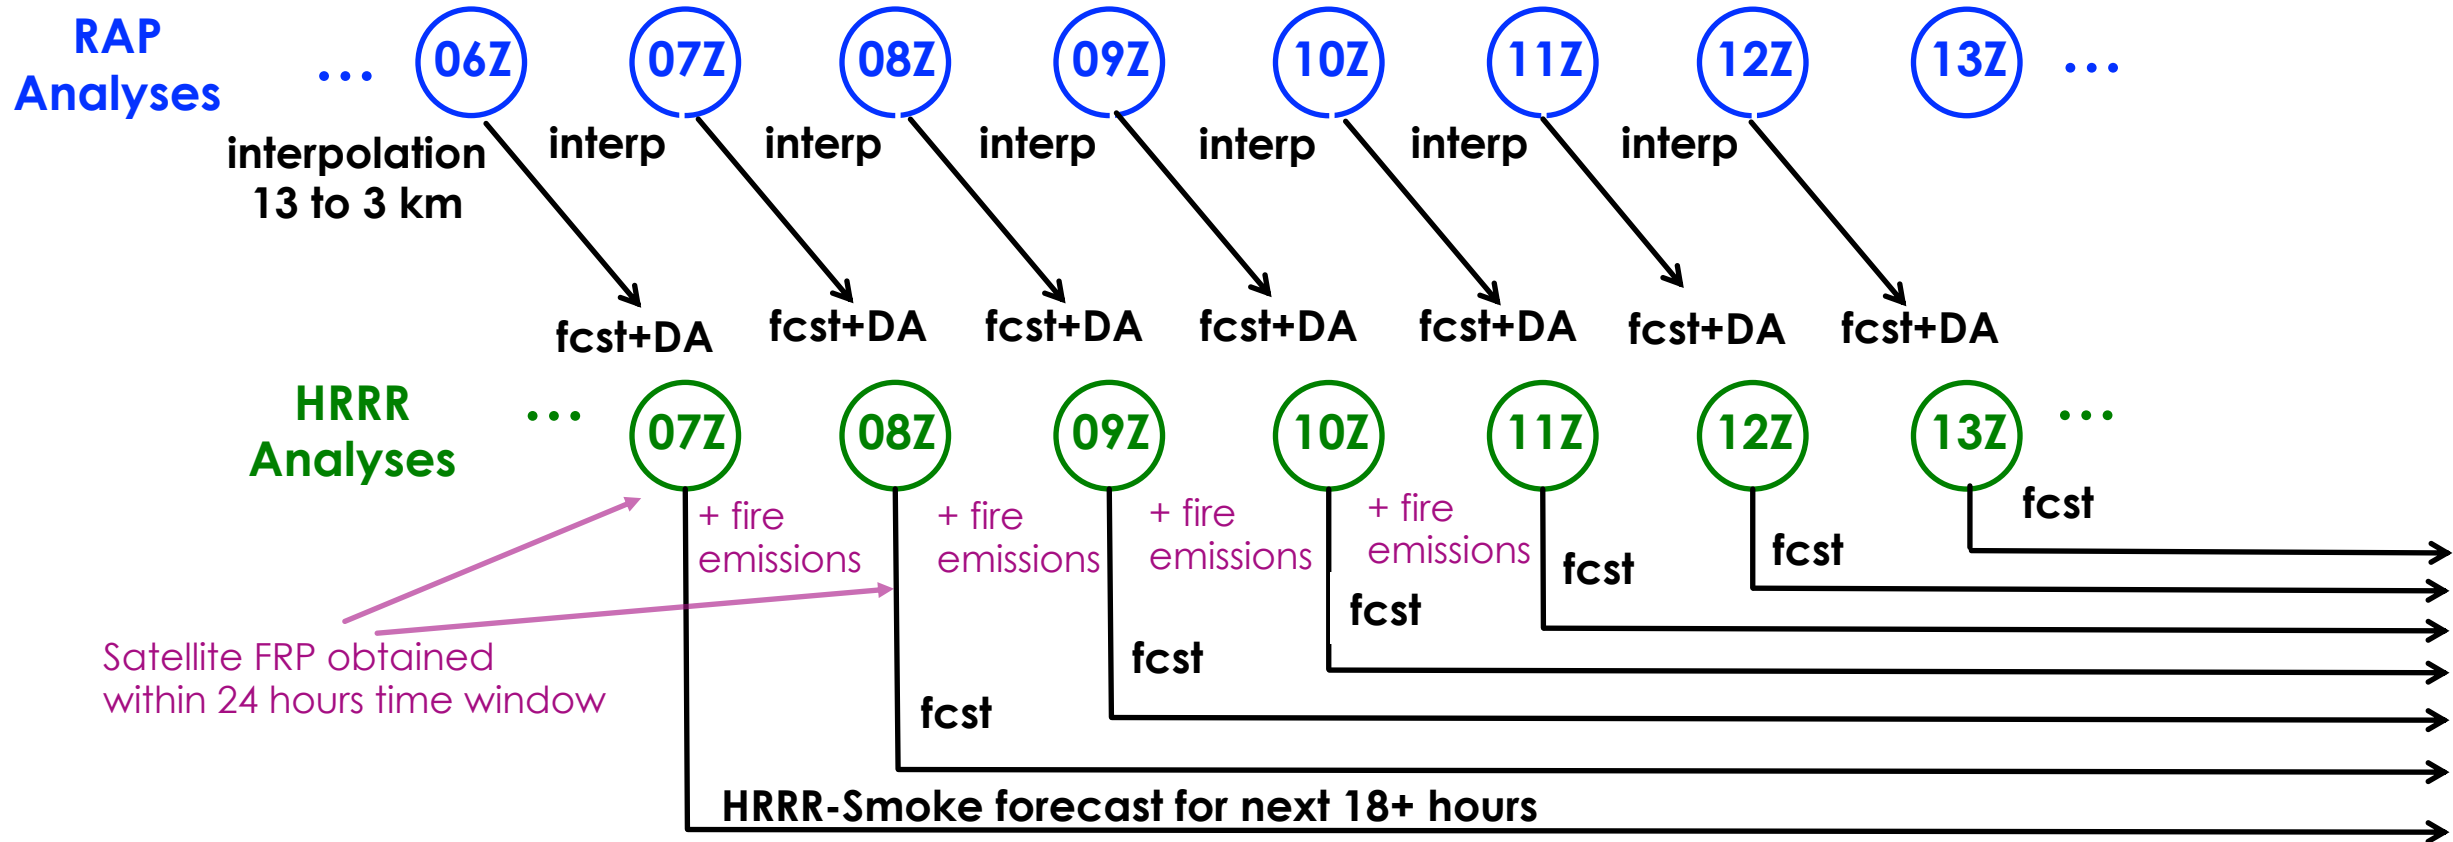 RAP
Analyses
... 06Z 07Z 08Z 09Z 10Z 11Z 12Z 13Z ...
interpolation
13 to 3 km
interp interp interp interp interp interp
fcst+DA fcst+DA fcst+DA fcst+DA fcst+DA fcst+DA fcst+DA
HRRR
Analyses
... 07Z 08Z 09Z 10Z 11Z 12Z 13Z ...
+ fire
emissions
+ fire
emissions
+ fire
emissions
+ fire
emissions
fcst
fcst
fcst
fcst
fcst
fcst
Satellite FRP obtained
within 24 hours time window
HRRR-Smoke forecast for next 18+ hours